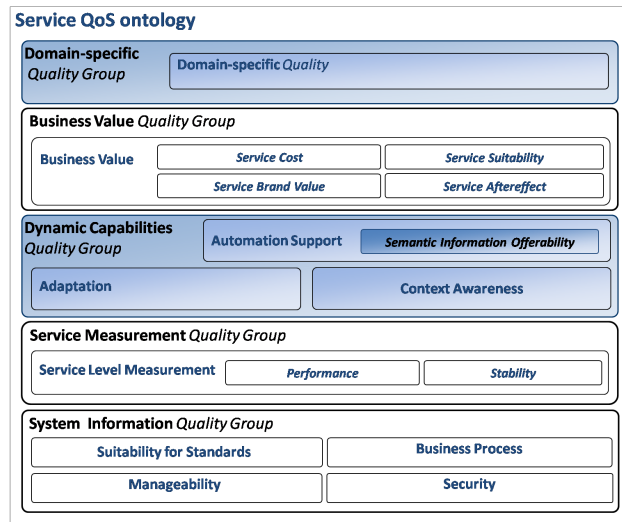 Service QoS ontology
Domain-specific
Quality Group
Domain-specific Quality
Business Value Quality Group
Business Value
Service Cost
Service Suitability
Service Brand Value
Service Aftereffect
Dynamic Capabilities
Quality Group
Automation Support
Semantic Information Offerability
Adaptation
Context Awareness
Service Measurement Quality Group
Service Level Measurement
Performance
Stability
System Information Quality Group
Suitability for Standards
Business Process
Manageability
Security